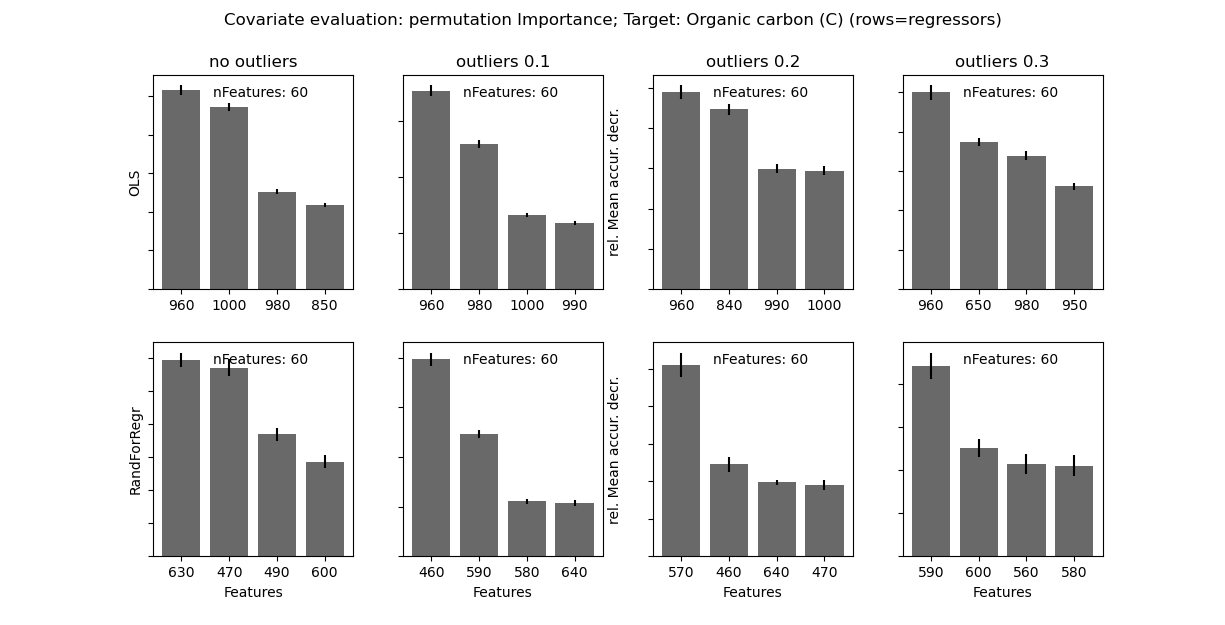 Covariate evaluation: permutation Importance; Target: Organic carbon (C) (rows=regressors)
no outliers
outliers 0.1
outliers 0.2
outliers 0.3
OLS
nFeatures: 60
960 1000 980 850
nFeatures: 60
960 980 1000 990
rel. Mean accur. decr.
nFeatures: 60
960 840 990 1000
nFeatures: 60
960 650 980 950
RandForRegr
nFeatures: 60
630 470 490 600
Features
nFeatures: 60
460 590 580 640
Features
rel. Mean accur. decr.
nFeatures: 60
570 460 640 470
Features
nFeatures: 60
590 600 560 580
Features